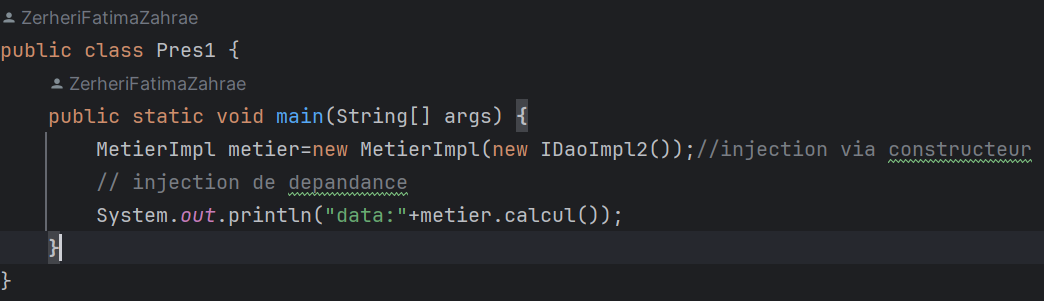 ZerheriFatimaZahrae
public class Pres1 {
ZerheriFatimaZahrae
public static void main(String[] args) {
MetierImpl metier=new MetierImpl(new IDaoImpl2());//injection via constructeur
// injection de depandance
System.out.println("data:"+metier.calcul());
}
}